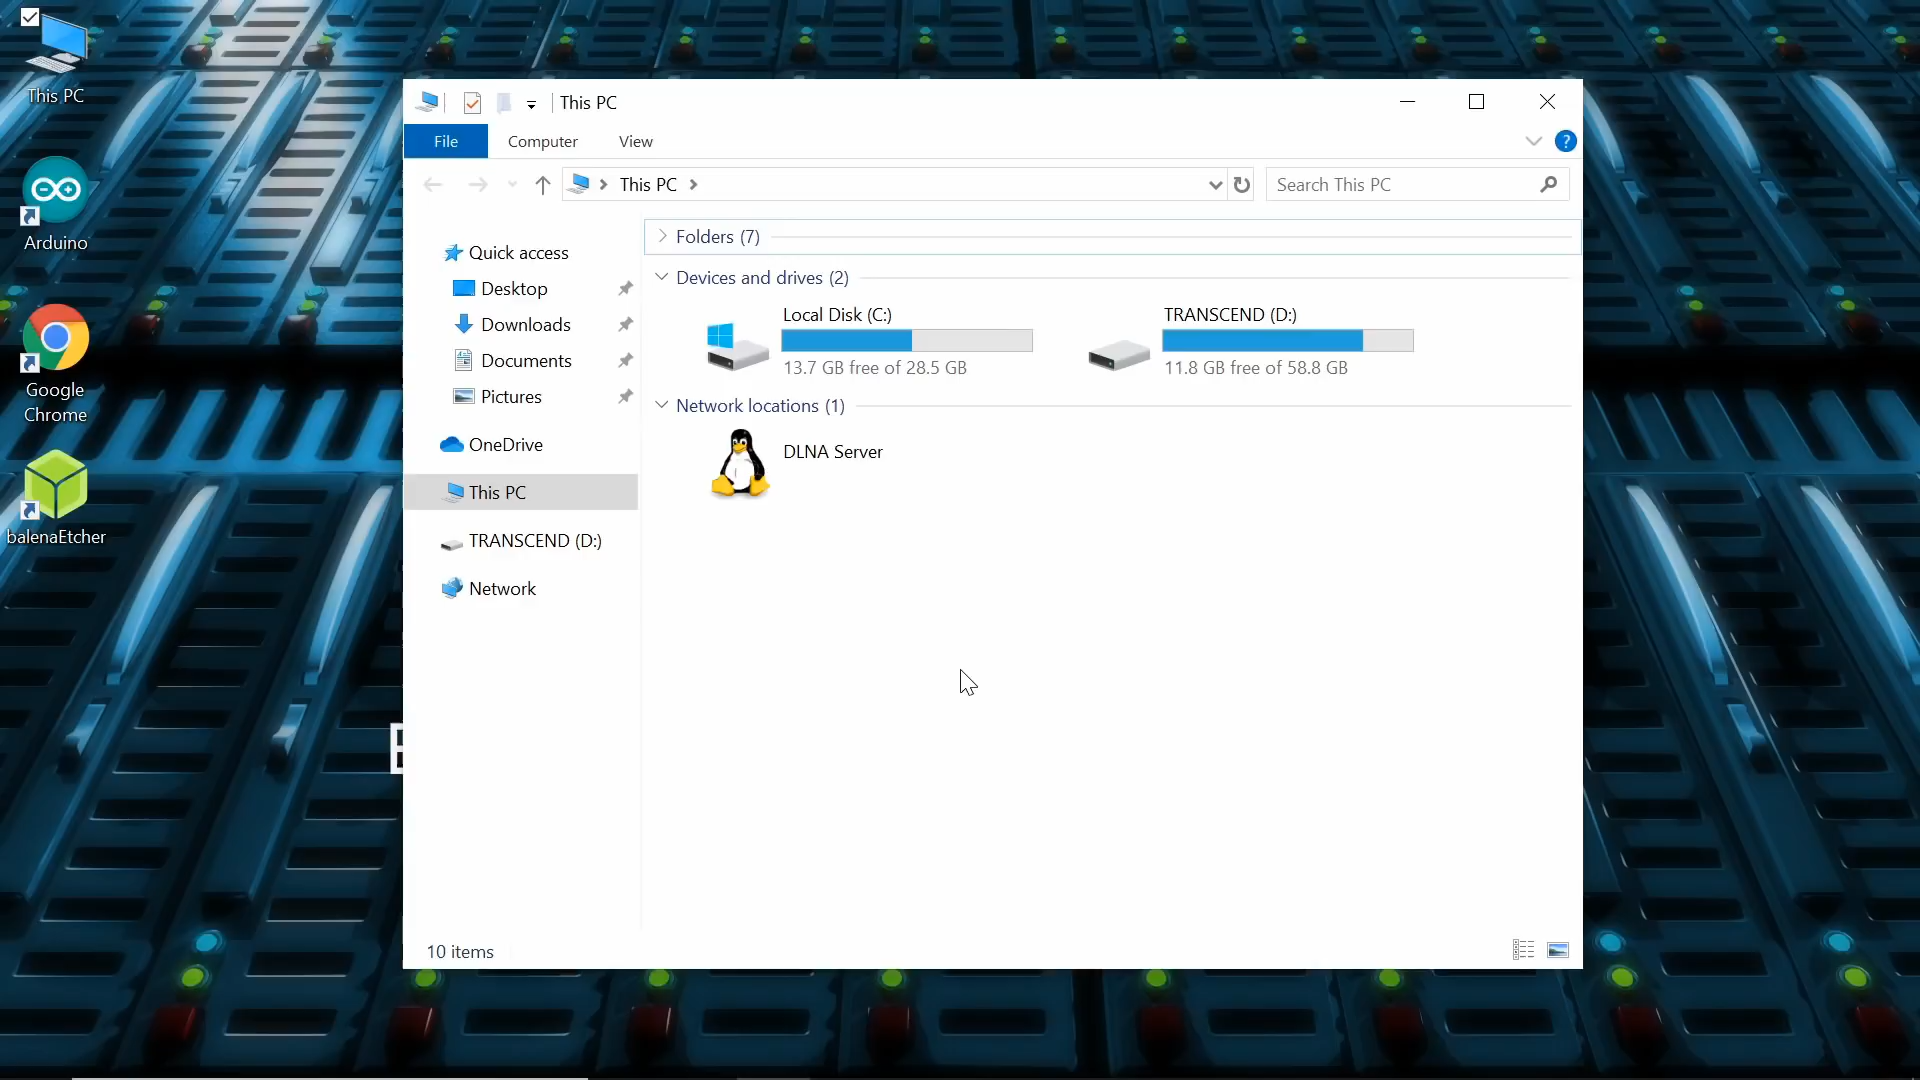 This PC
Arduino
Google
Chrome
balenaEtcher
This PC
File
Computer
View
?
This PC
Search This PC
Quick access
Desktop
Downloads
Documents
Pictures
OneDrive
This PC
TRANSCEND (D:)
Network
Folders (7)
Devices and drives (2)
Local Disk (C:)
13.7 GB free of 28.5 GB
TRANSCEND (D:)
11.8 GB free of 58.8 GB
Network locations (1)
DLNA Server
10 items